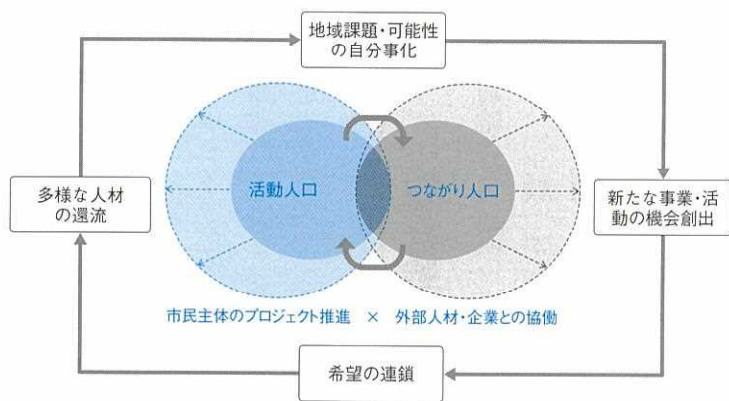 地域課題・可能性
の自分事化
活動人口
つながり人口
多様な人材
の還流
新たな事業・活
動の機会創出
市民主体のプロジェクト推進 × 外部人材・企業との協働
希望の連鎖